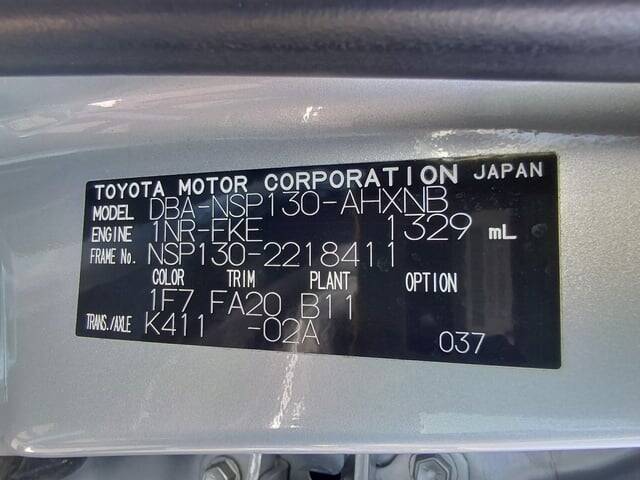 TOYOTA MOTOR CORPORATION JAPAN
MODEL DBA-NSP130-AHXNB
ENGINE 1NR-FKE 1329 mL
FRAME No. NSP130-2218411
COLOR TRIM PLANT OPTION
1F7 FA20 B11
TRANS./AXLE K411 -02A
037